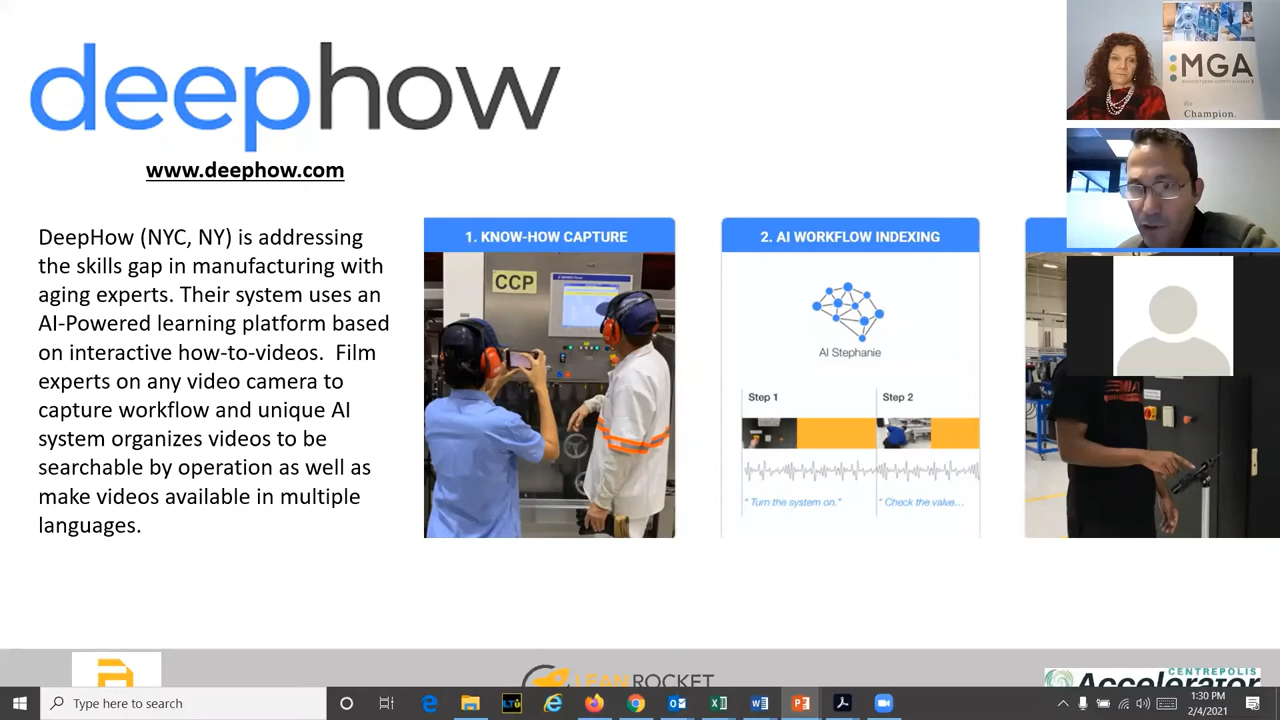 deephow
www.deephow.com
DeepHow (NYC, NY) is addressing
the skills gap in manufacturing with
aging experts. Their system uses an
AI-Powered learning platform based
on interactive how-to-videos.  Film
experts on any video camera to
capture workflow and unique AI
system organizes videos to be
searchable by operation as well as
make videos available in multiple
languages.
1. KNOW-HOW CAPTURE
CCP
2. AI WORKFLOW INDEXING
AI Stephanie
Step 1
Step 2
“ Turn the system on.”
“ Check the valve...
MGA
MANUFACTURING GROWTH ALLIANCE
We
Champion.
LEANROCKET
CENTREPOLIS
Accelerator
Type here to search
LTU
1:30 PM
2/4/2021